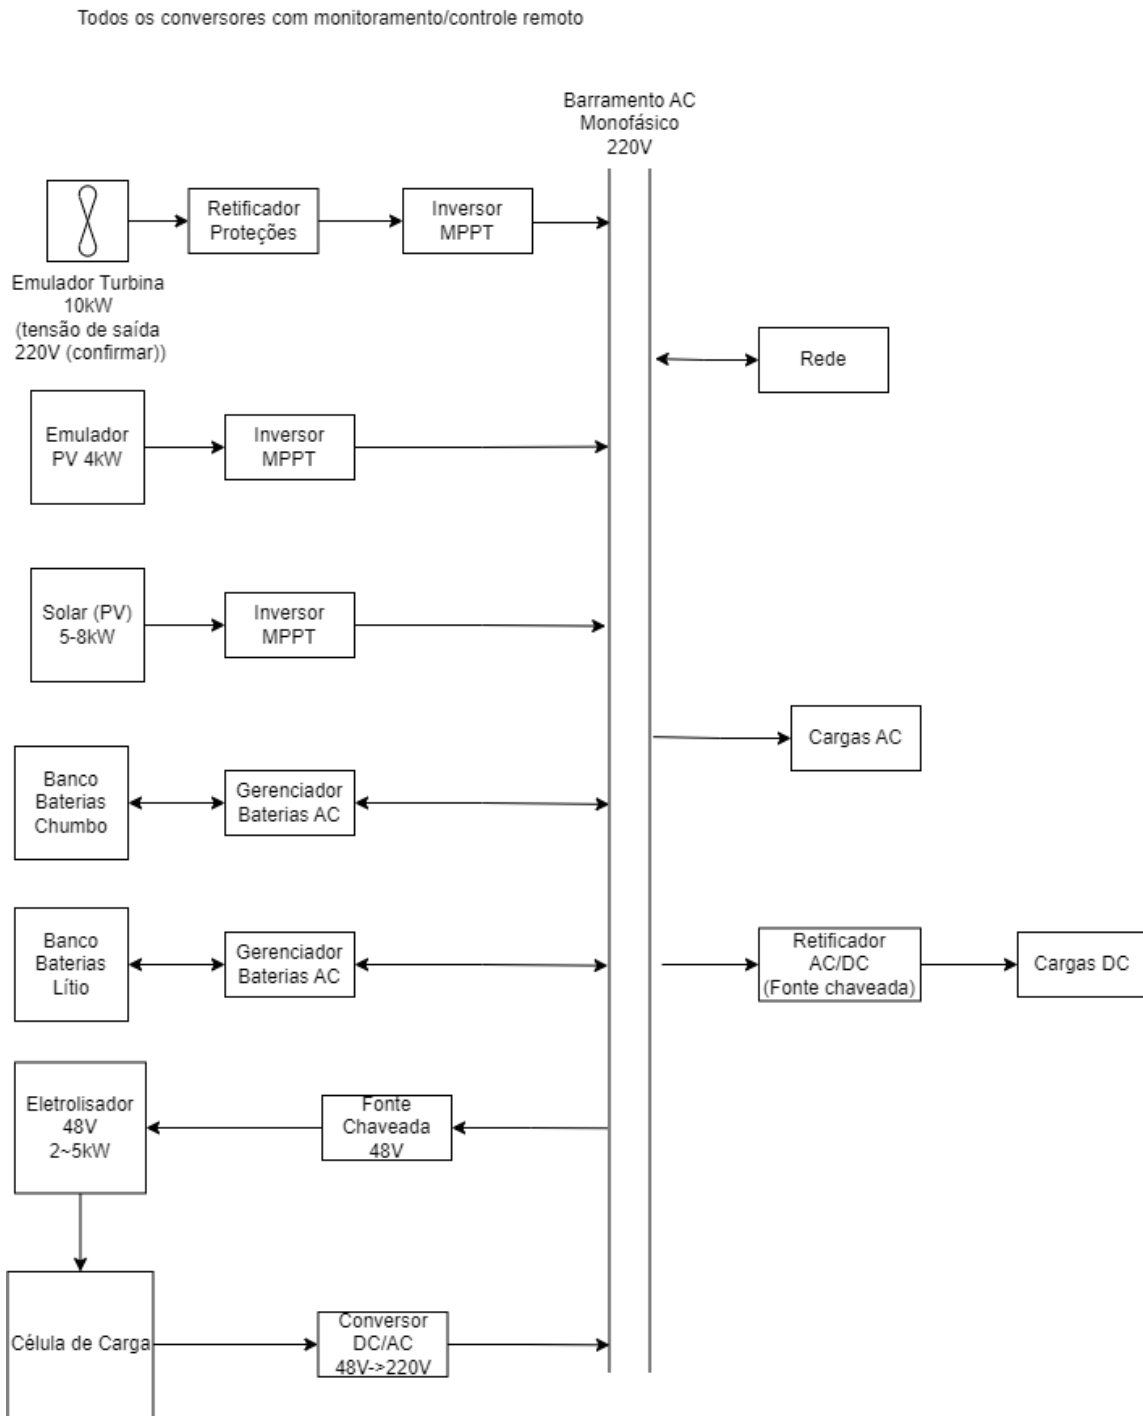 Todos os conversores com monitoramento/controle remoto
Barramento AC
Monofásico
220V
Retificador
Proteções
Inversor
MPPT
Emulador Turbina
10kW
(tensão de saída
220V (confirmar))
Rede
Emulador
PV 4kW
Inversor
MPPT
Solar (PV)
5-8kW
Inversor
MPPT
Cargas AC
Banco
Baterias
Chumbo
Gerenciador
Baterias AC
Banco
Baterias
Lítio
Gerenciador
Baterias AC
Retificador
AC/DC
(Fonte chaveada)
Cargas DC
Eletrolisador
48V
2~5kW
Fonte
Chaveada
48V
Célula de Carga
Conversor
DC/AC
48V->220V